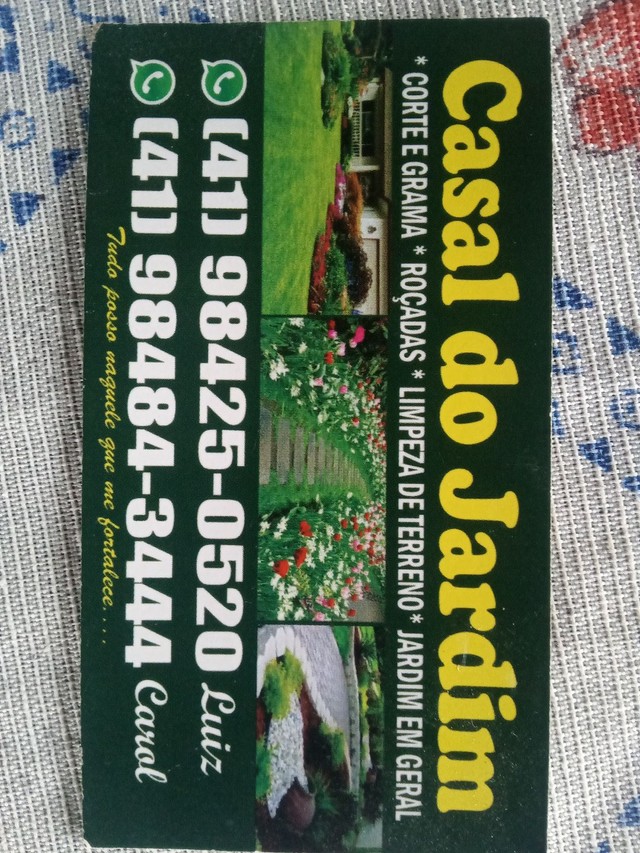 Casal do Jardim
* CORTE E GRAMA * ROÇADAS * LIMPEZA DE TERRENO * JARDIM EM GERAL
(41) 98425-0520 Luiz
(41) 98484-3444 Carol
Tudo posso naquele que me fortalece....